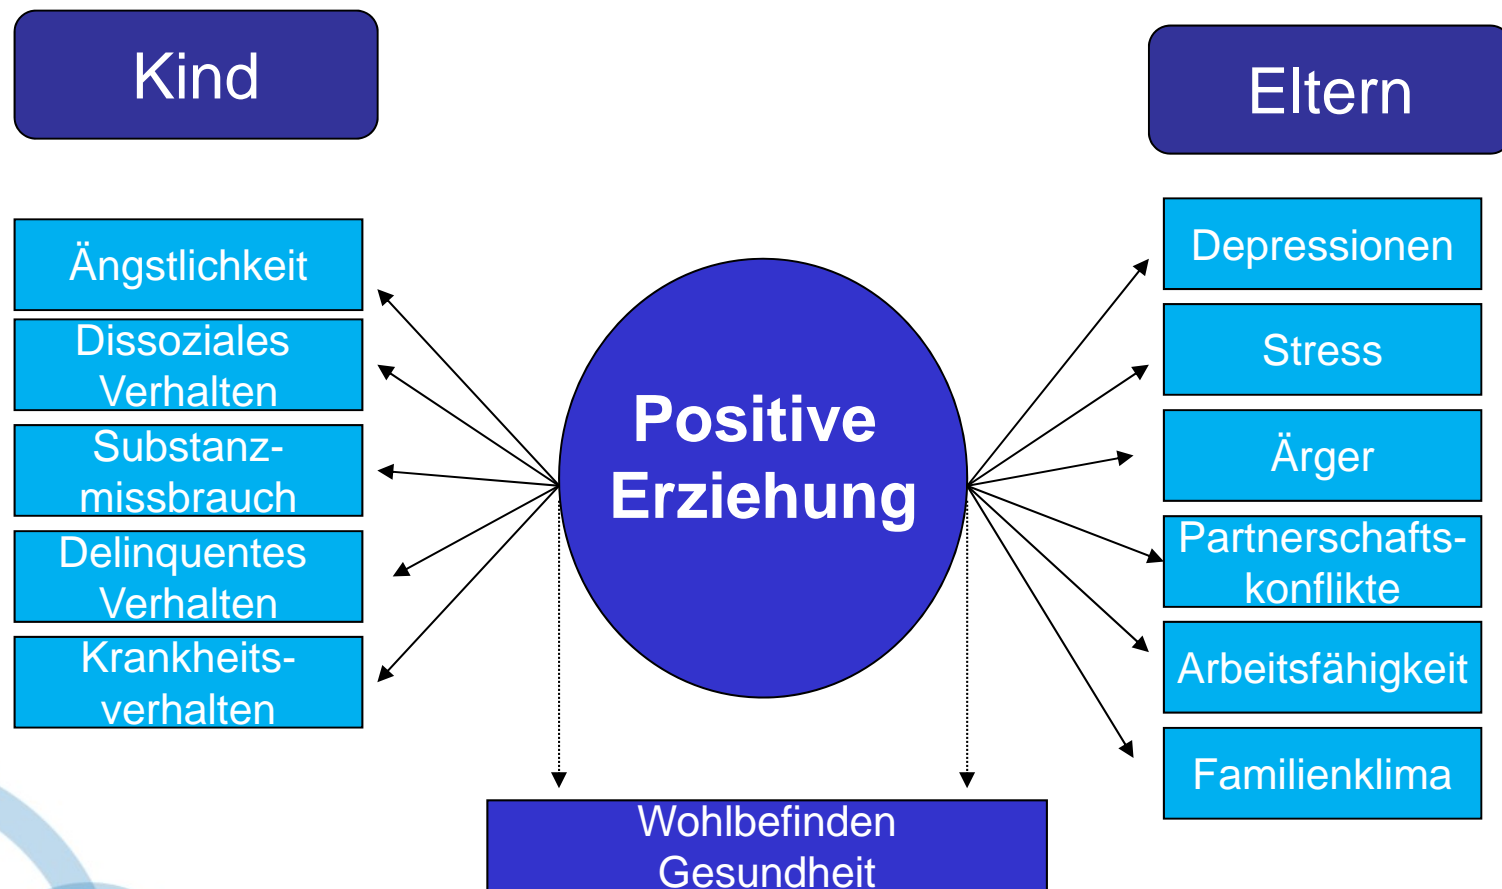 Kind
Eltern
Ängstlichkeit
Dissoziales
Verhalten
Substanz-
missbrauch
Delinquentes
Verhalten
Krankheits-
verhalten
Positive
Erziehung
Depressionen
Stress
Ärger
Partnerschafts-
konflikte
Arbeitsfähigkeit
Familienklima
Wohlbefinden
Gesundheit